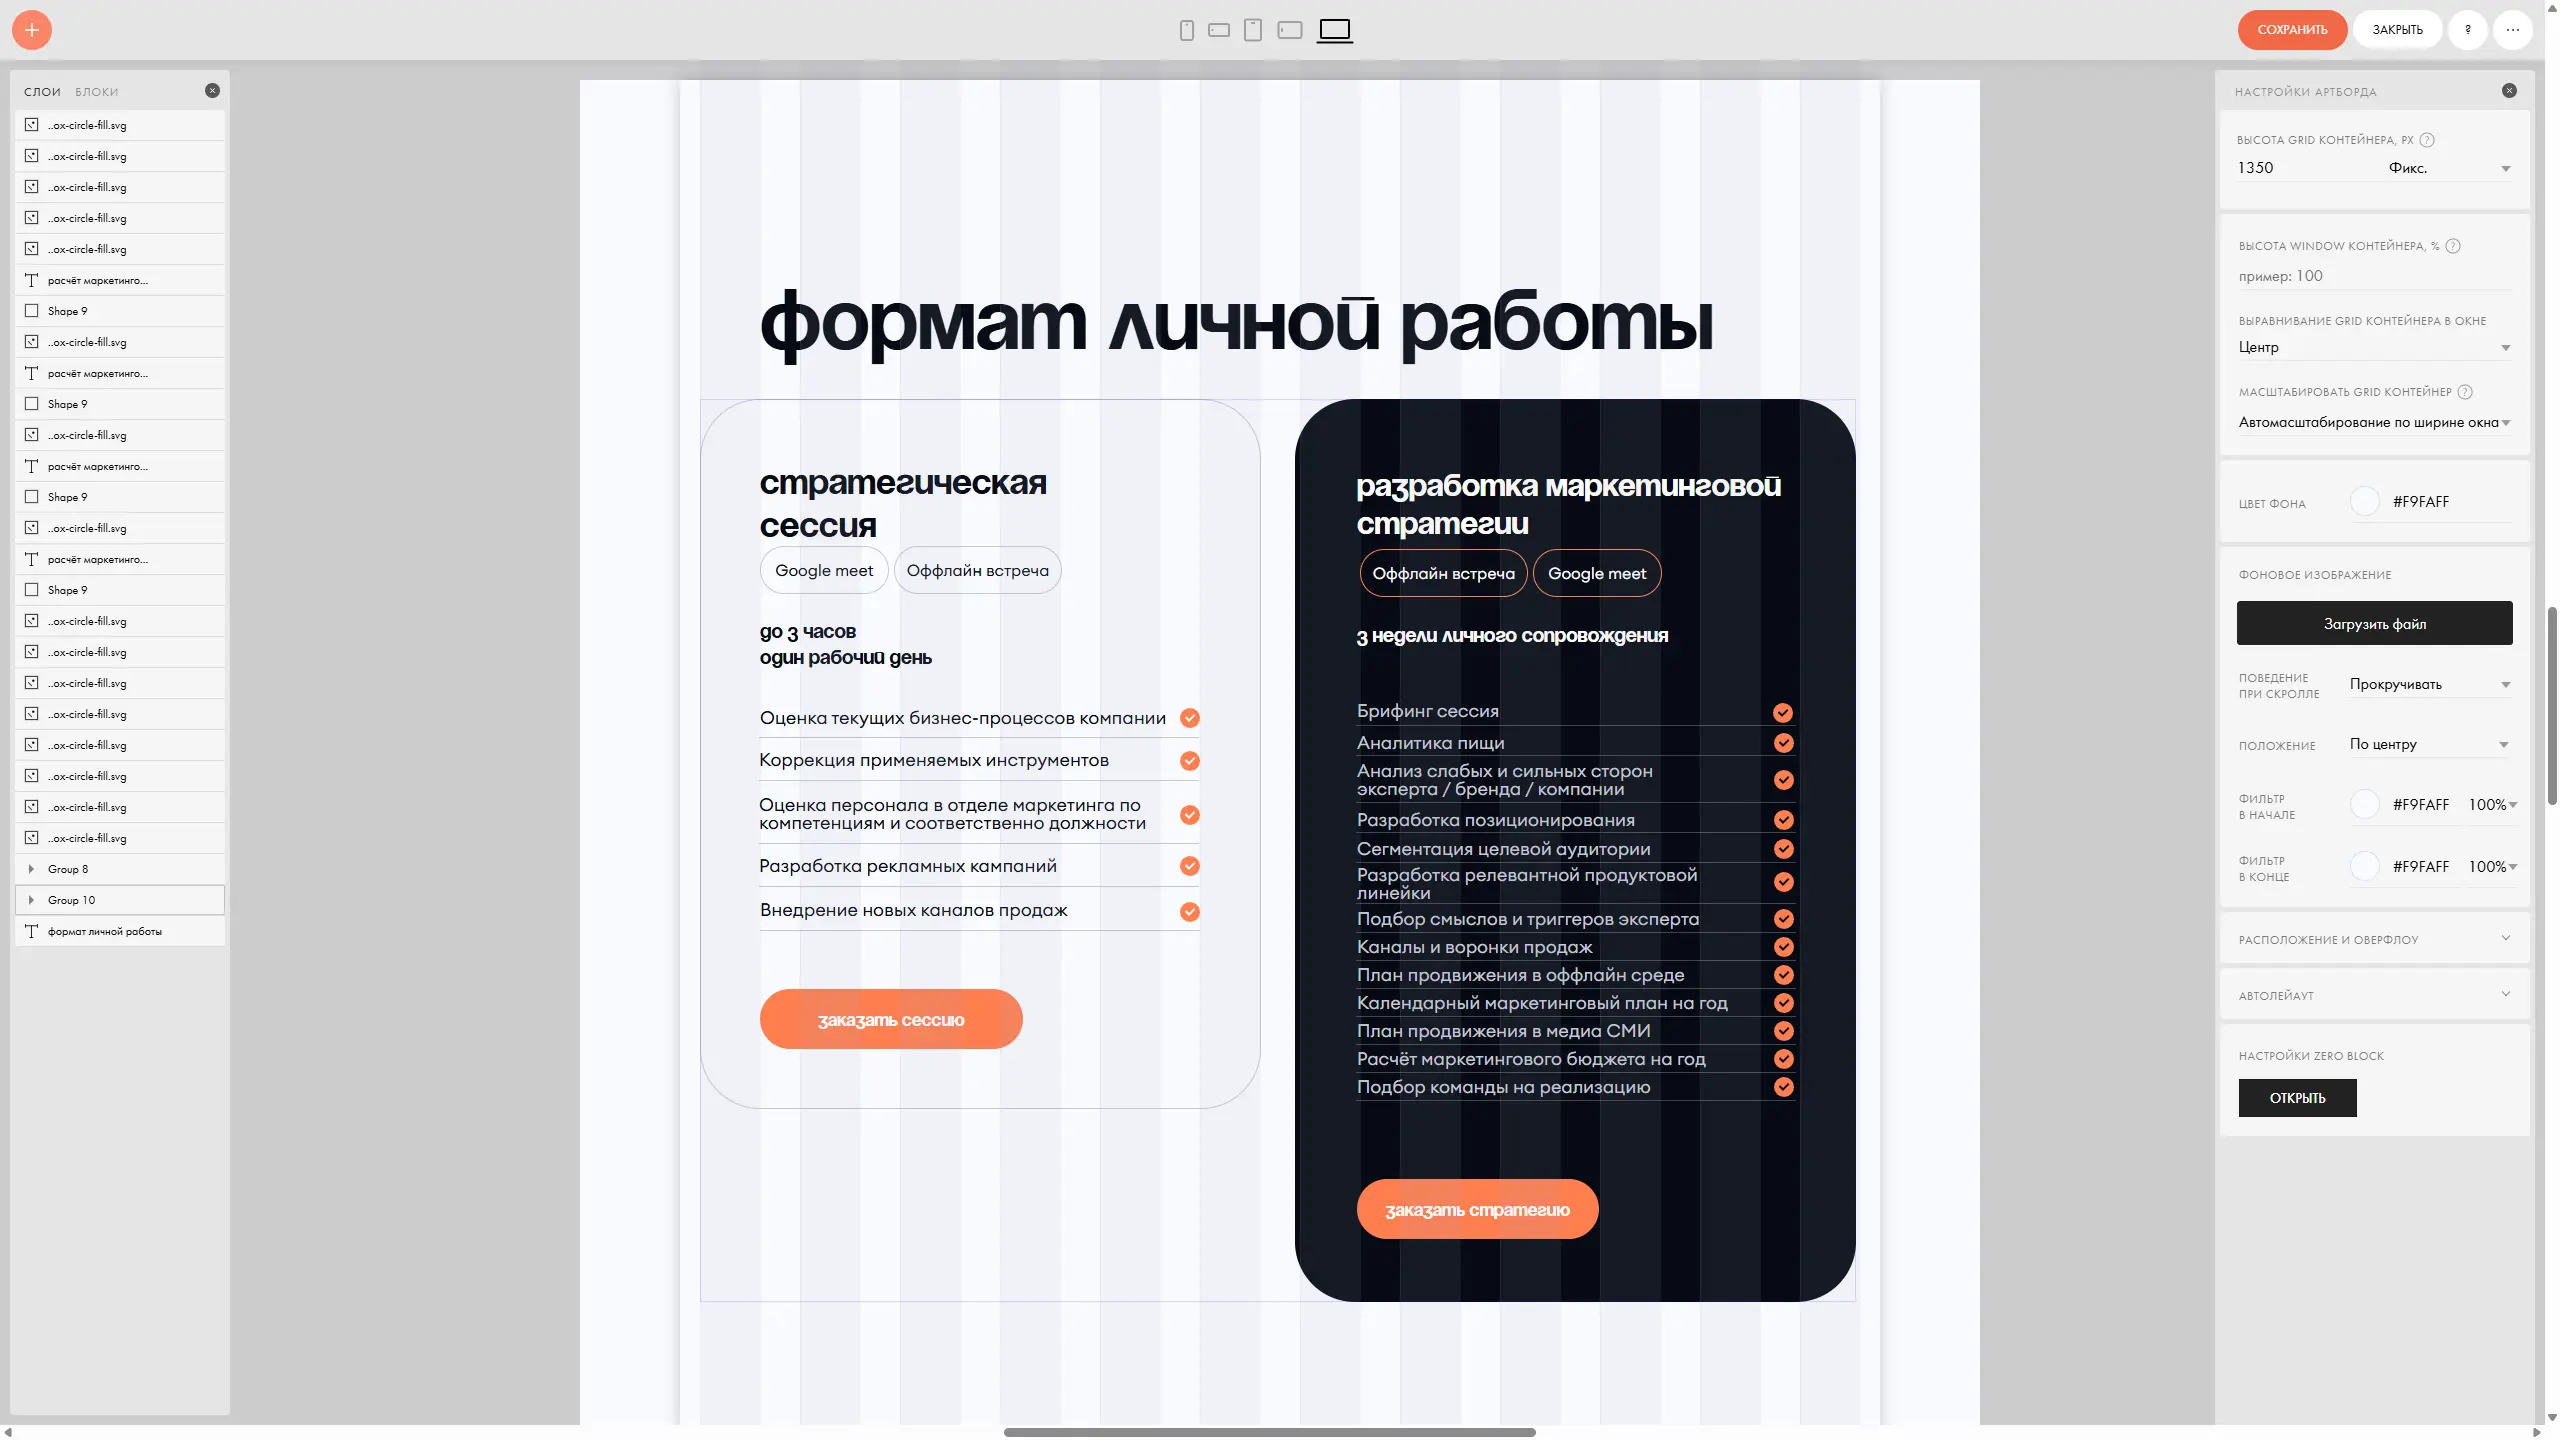 СОХРАНИТЬ
ЗАКРЫТЬ
?
...
СЛОИ БЛОКИ
..ox-circle-fill.svg
..ox-circle-fill.svg
..ox-circle-fill.svg
..ox-circle-fill.svg
..ox-circle-fill.svg
расчёт маркетинго...
Shape 9
..ox-circle-fill.svg
расчёт маркетинго...
Shape 9
..ox-circle-fill.svg
расчёт маркетинго...
Shape 9
..ox-circle-fill.svg
расчёт маркетинго...
Shape 9
..ox-circle-fill.svg
..ox-circle-fill.svg
..ox-circle-fill.svg
..ox-circle-fill.svg
..ox-circle-fill.svg
..ox-circle-fill.svg
..ox-circle-fill.svg
..ox-circle-fill.svg
Group 8
Group 10
формат личной работы
формат личной работы
стратегическая
сессия
Google meet
Оффлайн встреча
до 3 часов
один рабочий день
Оценка текущих бизнес-процессов компании
Коррекция применяемых инструментов
Оценка персонала в отделе маркетинга по
компетенциям и соответственно должности
Разработка рекламных кампаний
Внедрение новых каналов продаж
заказать сессию
разработка маркетинговой
стратегии
Оффлайн встреча
Google meet
3 недели личного сопровождения
Брифинг сессия
Аналитика пищи
Анализ слабых и сильных сторон
эксперта / бренда / компании
Разработка позиционирования
Сегментация целевой аудитории
Разработка релевантной продуктовой
линейки
Подбор смыслов и триггеров эксперта
Каналы и воронки продаж
План продвижения в оффлайн среде
Календарный маркетинговый план на год
План продвижения в медиа СМИ
Расчёт маркетингового бюджета на год
Подбор команды на реализацию
заказать стратегию
НАСТРОЙКИ АРТБОРДА
ВЫСОТА GRID КОНТЕЙНЕРА, PX ?
1350 Фикс.
ВЫСОТА WINDOW КОНТЕЙНЕРА, % ?
пример: 100
ВЫРАВНИВАНИЕ GRID КОНТЕЙНЕРА В ОКНЕ
Центр
МАСШТАБИРОВАТЬ GRID КОНТЕЙНЕР ?
Автомасштабирование по ширине окна
ЦВЕТ ФОНА #F9FAFF
ФОНОВОЕ ИЗОБРАЖЕНИЕ
Загрузить файл
ПОВЕДЕНИЕ
ПРИ СКРОЛЛЕ
Прокручивать
ПОЛОЖЕНИЕ По центру
ФИЛЬТР
В НАЧАЛЕ
#F9FAFF 100%
ФИЛЬТР
В КОНЦЕ
#F9FAFF 100%
РАСПОЛОЖЕНИЕ И ОВЕРФЛОУ
АВТОЛЕЙАУТ
НАСТРОЙКИ ZERO BLOCK
ОТКРЫТЬ